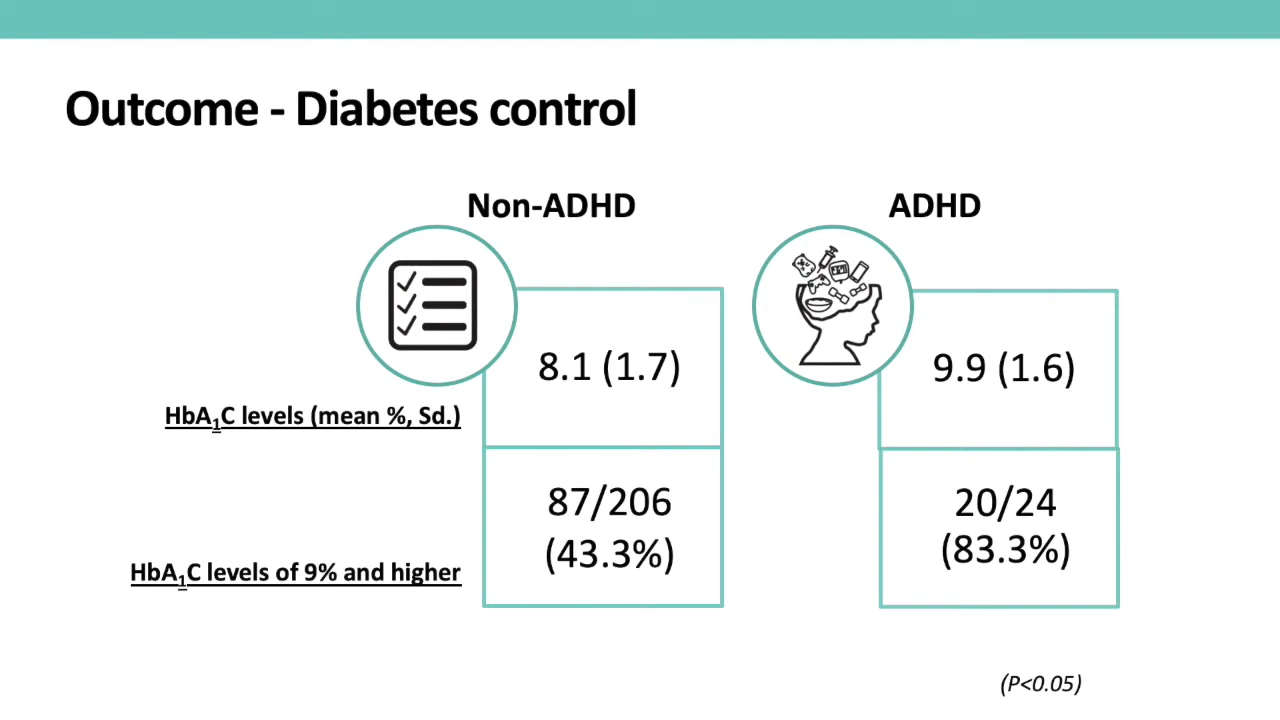 Outcome - Diabetes control
Non-ADHD
ADHD
8.1 (1.7)
9.9 (1.6)
HbA1C levels (mean %, Sd.)
87/206
(43.3%)
20/24
(83.3%)
HbA1C levels of 9% and higher
(P<0.05)